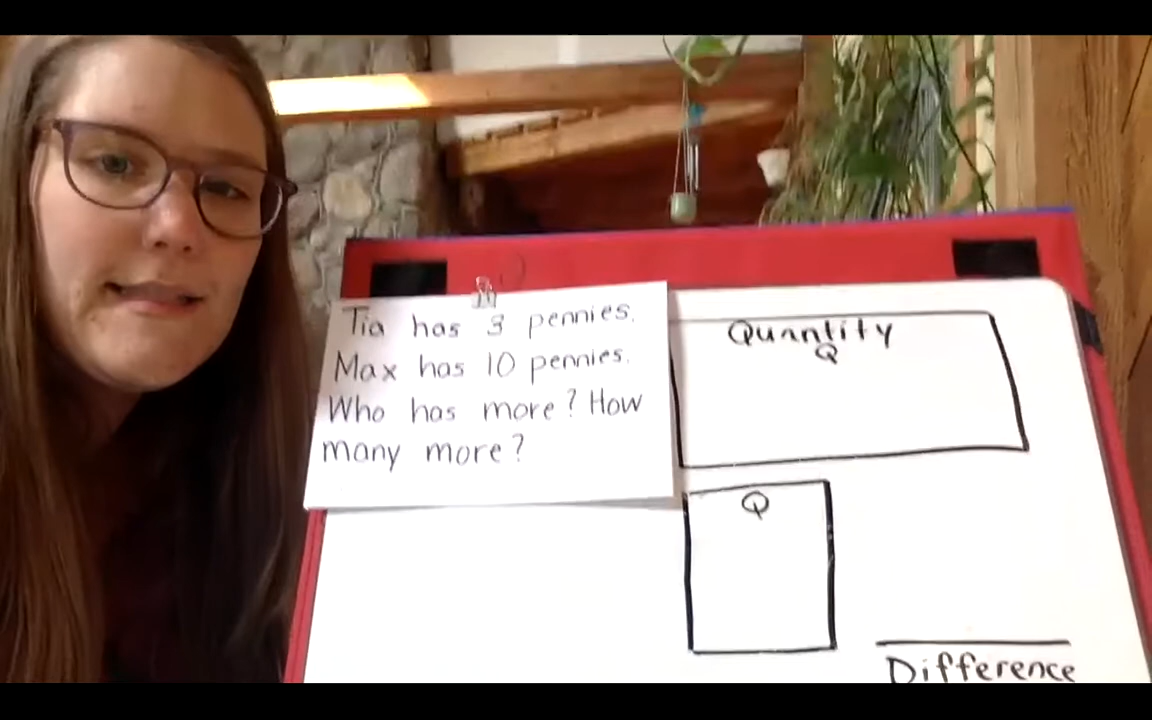 Tia has 3 pennies.
Max has 10 pennies.
Who has more? How
many more?
Quantity
Q
Q
Difference